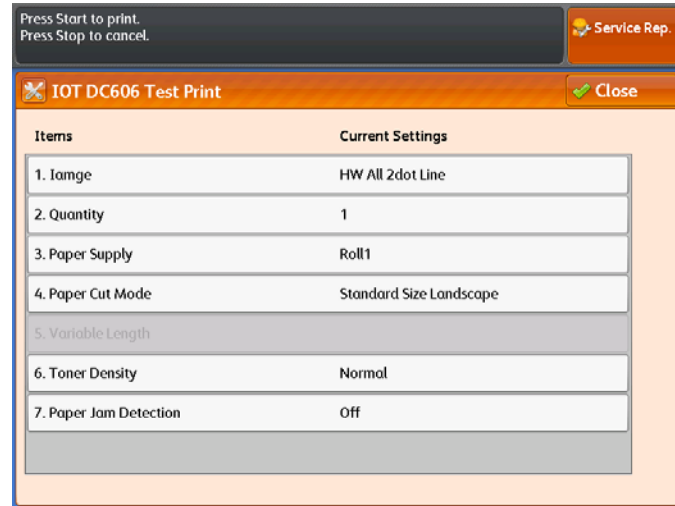 Press Start to print.
Press Stop to cancel.
Service Rep.
IOT DC606 Test Print
Close
Items Current Settings
1. Iamge HW All 2dot Line
2. Quantity 1
3. Paper Supply Roll1
4. Paper Cut Mode Standard Size Landscape
5. Variable Length
6. Toner Density Normal
7. Paper Jam Detection Off